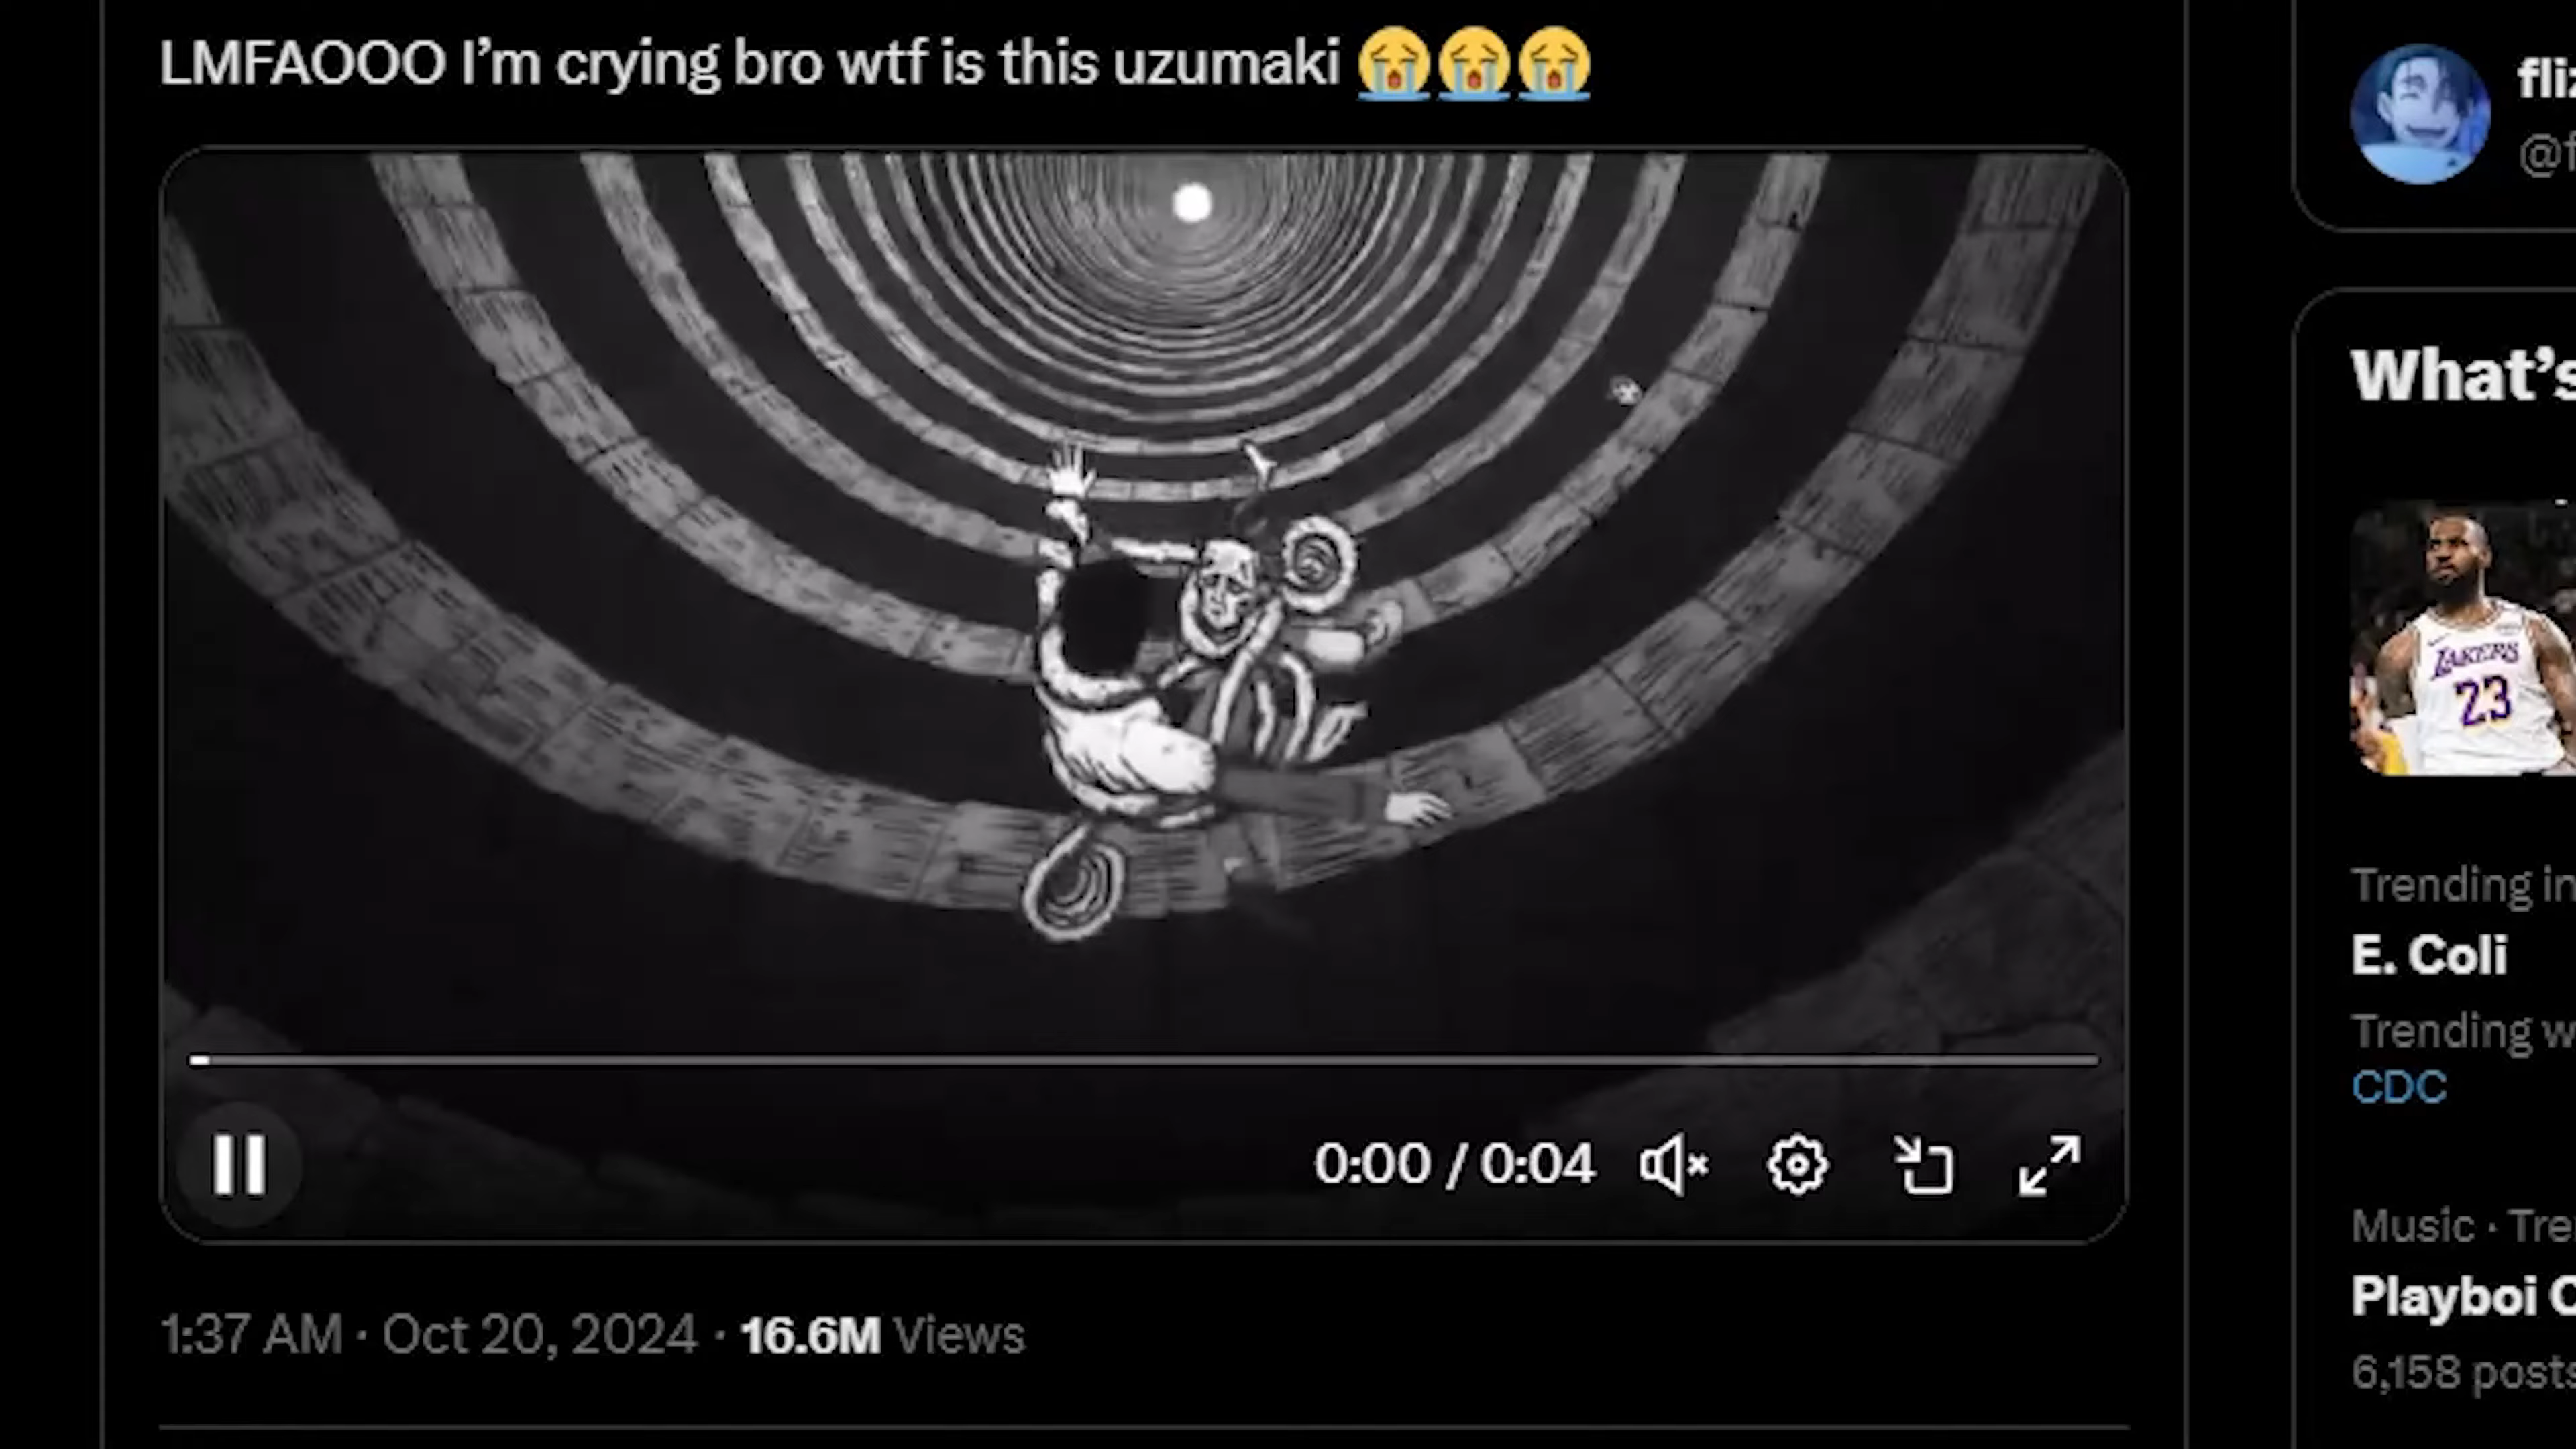 LMFAOOO I'm crying bro wtf is this uzumaki 😭😭😭
0:00 / 0:04
1:37 AM · Oct 20, 2024 · 16.6M Views
fliz
@f
What's
LAKERS
23
Trending in
E. Coli
Trending w
CDC
Music · Tre
Playboi C
6,158 posts